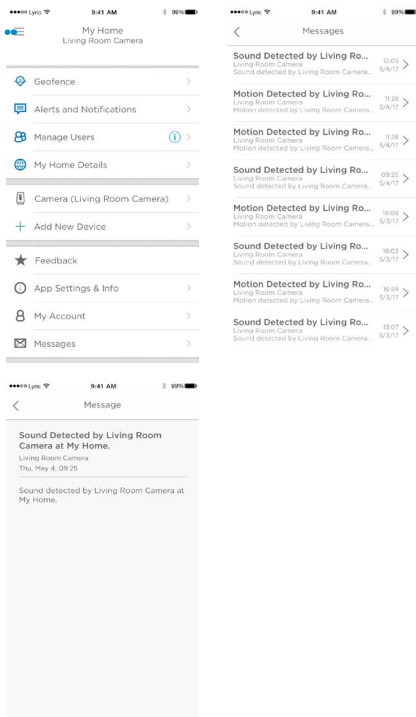 Lyric 9:41 AM 99%
My Home
Living Room Camera
Geofence
Alerts and Notifications
Manage Users
My Home Details
Camera (Living Room Camera)
Add New Device
Feedback
App Settings & Info
My Account
Messages
Lyric 9:41 AM 99%
Messages
Sound Detected by Living Ro...
Living Room Camera 12:05
Sound detected by Living Room Camera... 5/4/17
Motion Detected by Living Ro...
Living Room Camera 11:28
Motion detected by Living Room Camera... 5/4/17
Motion Detected by Living Ro...
Living Room Camera 11:28
Motion detected by Living Room Camera... 5/4/17
Sound Detected by Living Ro...
Living Room Camera 09:25
Sound detected by Living Room Camera... 5/4/17
Motion Detected by Living Ro...
Living Room Camera 19:08
Motion detected by Living Room Camera... 5/3/17
Sound Detected by Living Ro...
Living Room Camera 18:03
Sound detected by Living Room Camera... 5/3/17
Motion Detected by Living Ro...
Living Room Camera 16:59
Motion detected by Living Room Camera... 5/3/17
Sound Detected by Living Ro...
Living Room Camera 13:07
Sound detected by Living Room Camera... 5/3/17
Lyric 9:41 AM 99%
Message
Sound Detected by Living Room
Camera at My Home.
Living Room Camera
Thu, May 4, 09:25
Sound detected by Living Room Camera at
My Home.